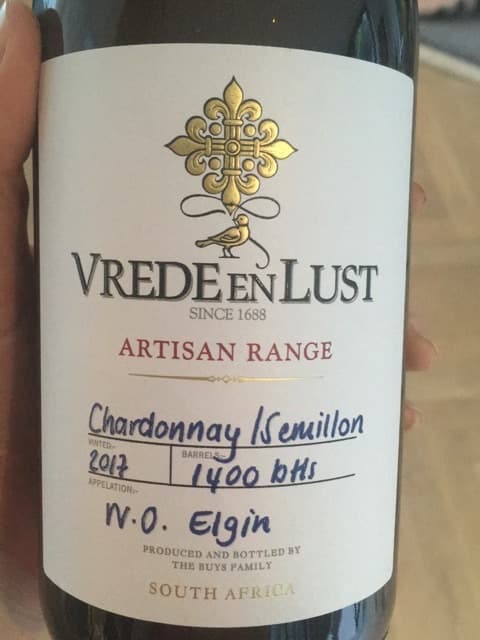 VREDE EN LUST
SINCE 1688
ARTISAN RANGE
Chardonnay / Semillon
VINTED:-
2017
BARRELS:-
1400 btls
APPELATION:-
W.O. Elgin
PRODUCED AND BOTTLED BY
THE BUYS FAMILY
SOUTH AFRICA